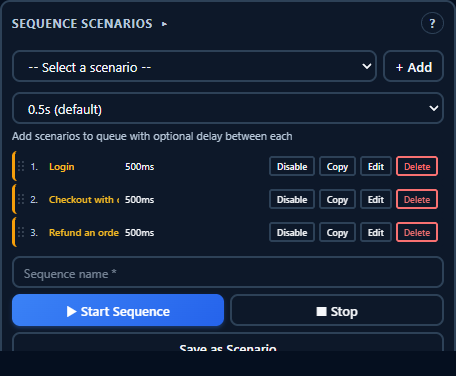 SEQUENCE SCENARIOS ▸ ?
-- Select a scenario -- + Add
0.5s (default)
Add scenarios to queue with optional delay between each
1. Login 500ms Disable Copy Edit Delete
2. Checkout with c 500ms Disable Copy Edit Delete
3. Refund an orde 500ms Disable Copy Edit Delete
Sequence name *
▶ Start Sequence ■ Stop
Save as Scenario